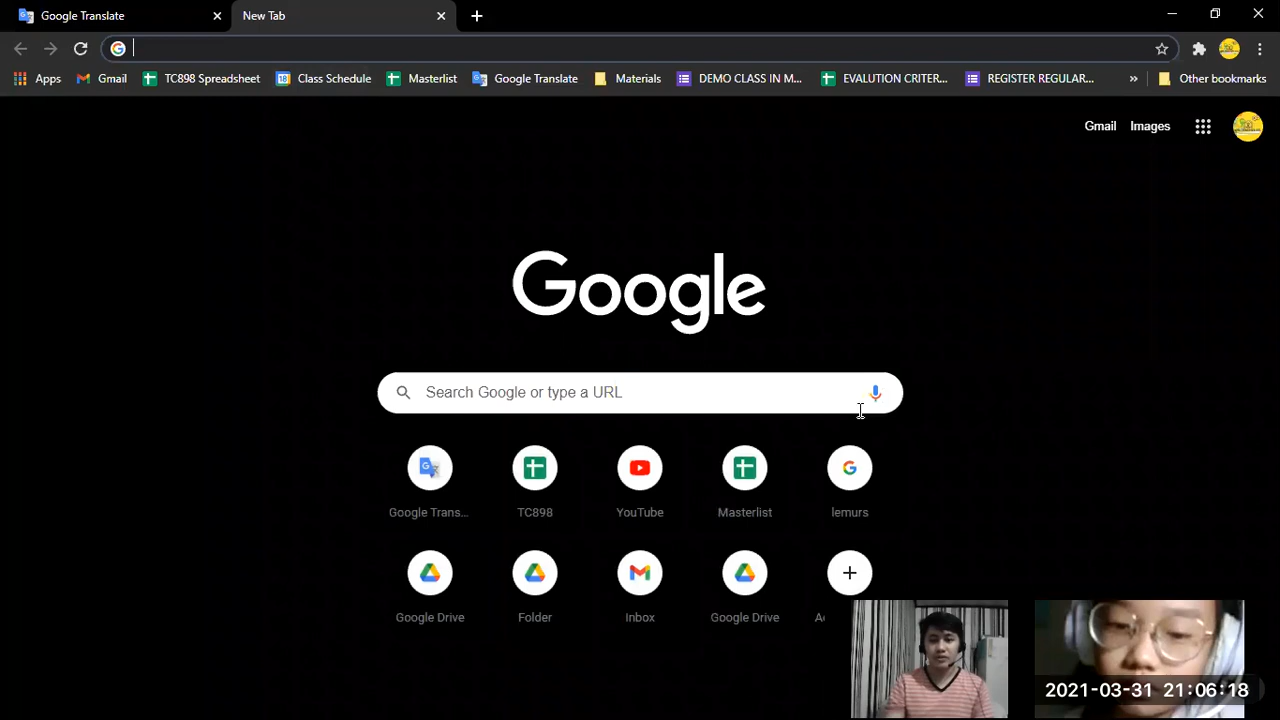 Google Translate
New Tab
Apps Gmail TC898 Spreadsheet Class Schedule Masterlist Google Translate Materials DEMO CLASS IN M... EVALUTION CRITER... REGISTER REGULAR... » Other bookmarks
Gmail Images
Google
Search Google or type a URL
Google Trans... TC898 YouTube Masterlist lemurs
Google Drive Folder Inbox Google Drive
2021-03-31 21:06:18